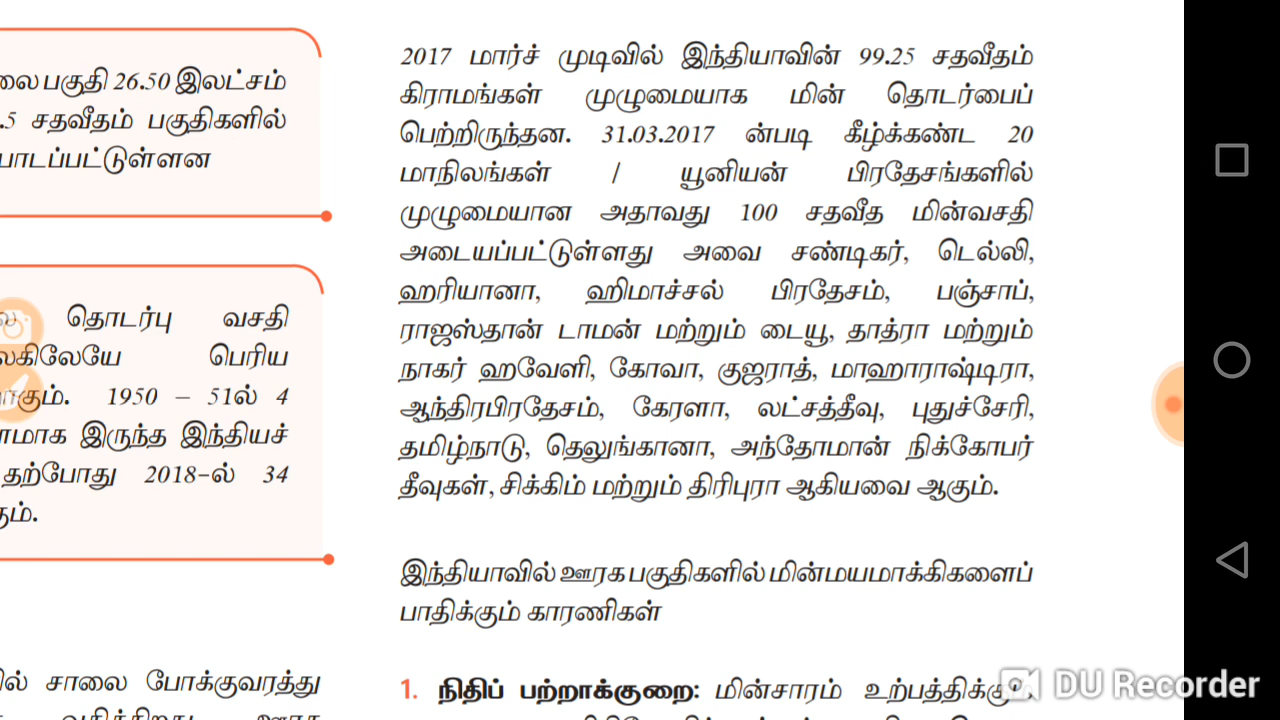 லை பகுதி 26.50 இலட்சம்
.5 சதவீதம் பகுதிகளில்
பாடப்பட்டுள்ளன
தொடர்பு வசதி
லகிலேயே பெரிய
1950 – 51ல் 4
ாமாக இருந்த இந்தியச்
தற்போது 2018-ல் 34
கும்.
ில் சாலை போக்குவரத்து
2017 மார்ச் முடிவில் இந்தியாவின் 99.25 சதவீதம்
கிராமங்கள் முழுமையாக மின் தொடர்பைப்
பெற்றிருந்தன. 31.03.2017 ன்படி கீழ்க்கண்ட 20
மாநிலங்கள் / யூனியன் பிரதேசங்களில்
முழுமையான அதாவது 100 சதவீத மின்வசதி
அடையப்பட்டுள்ளது அவை சண்டிகர், டெல்லி,
ஹரியானா, ஹிமாச்சல் பிரதேசம், பஞ்சாப்,
ராஜஸ்தான் டாமன் மற்றும் டையூ, தாத்ரா மற்றும்
நாகர் ஹவேளி, கோவா, குஜராத், மாஹாராஷ்டிரா,
ஆந்திரபிரதேசம், கேரளா, லட்சத்தீவு, புதுச்சேரி,
தமிழ்நாடு, தெலுங்கானா, அந்தோமான் நிக்கோபர்
தீவுகள், சிக்கிம் மற்றும் திரிபுரா ஆகியவை ஆகும்.
இந்தியாவில் ஊரக பகுதிகளில் மின்மயமாக்கிகளைப்
பாதிக்கும் காரணிகள்
1. நிதிப் பற்றாக்குறை: மின்சாரம் உற்பத்திக்கு
DU Recorder